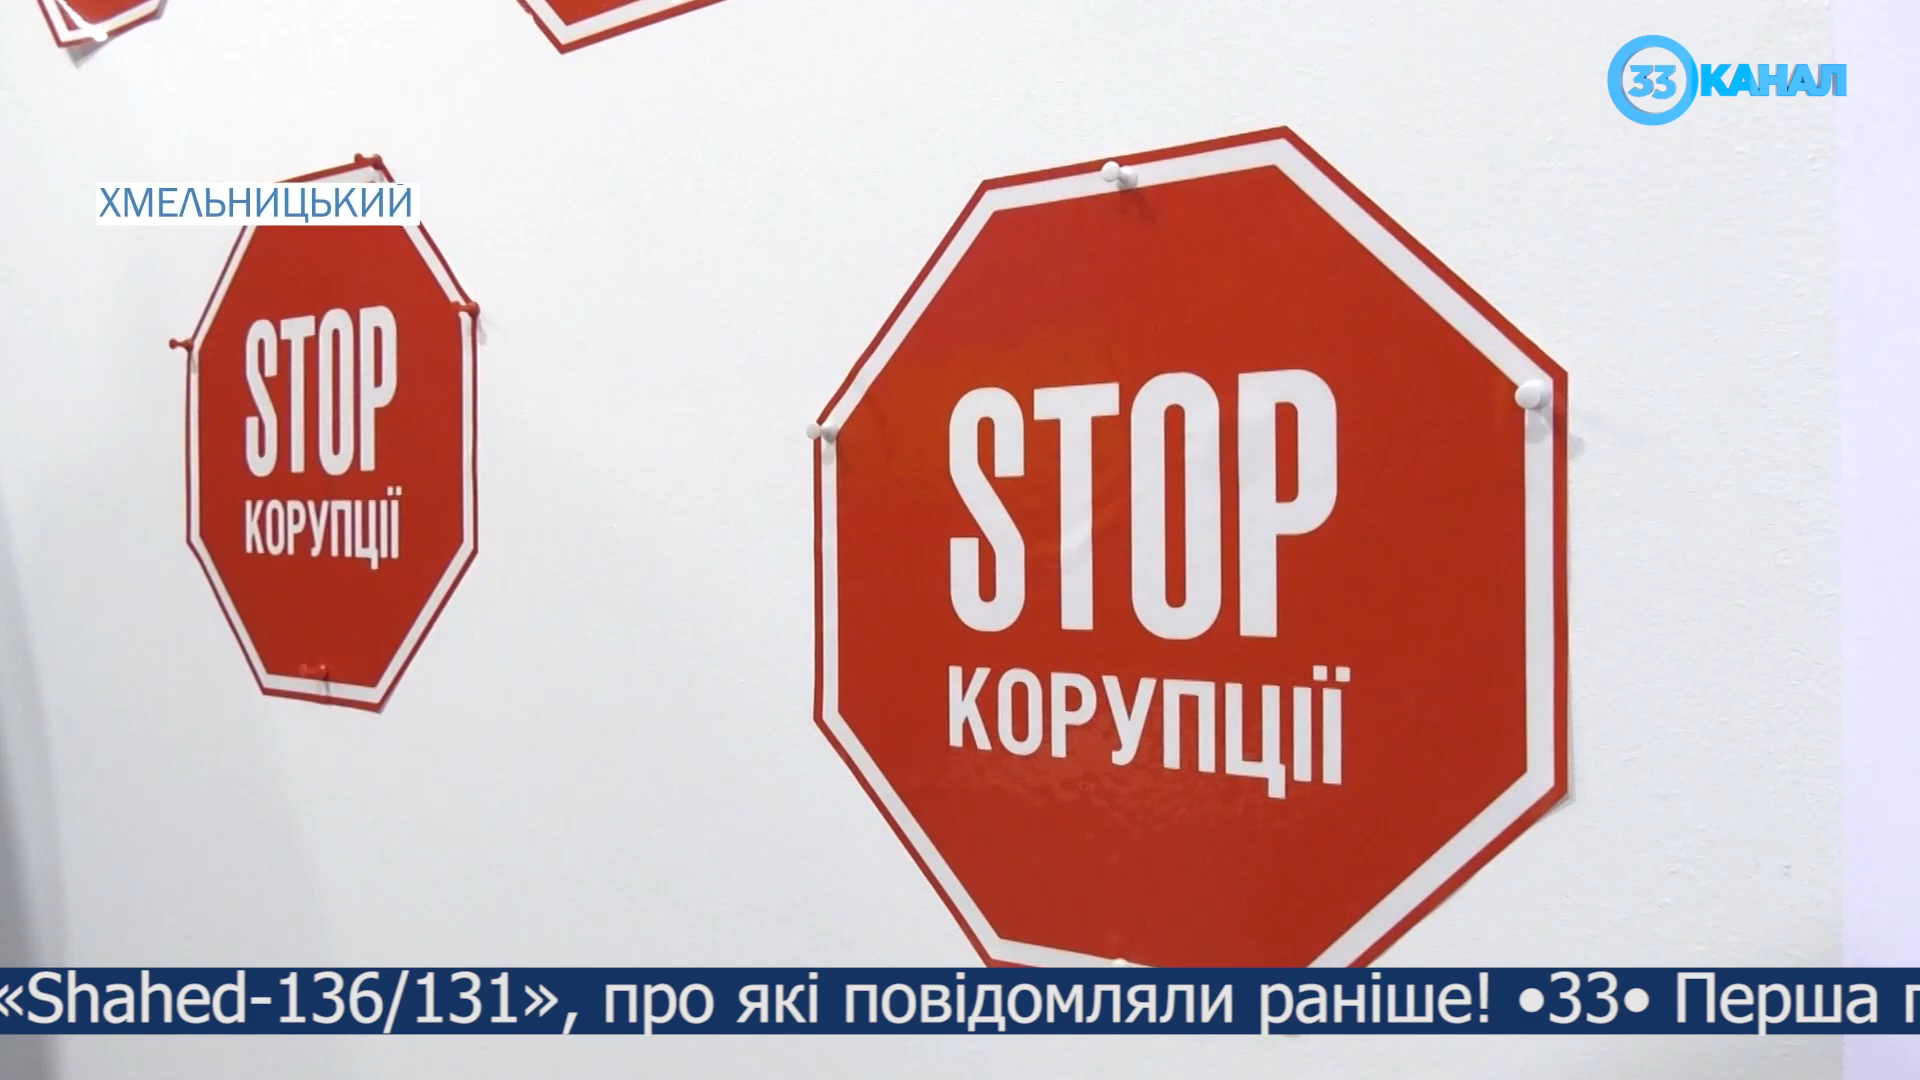 33 КАНАЛ
ХМЕЛЬНИЦЬКИЙ
STOP
КОРУПЦІЇ
STOP
КОРУПЦІЇ
«Shahed-136/131», про які повідомляли раніше! •33• Перша